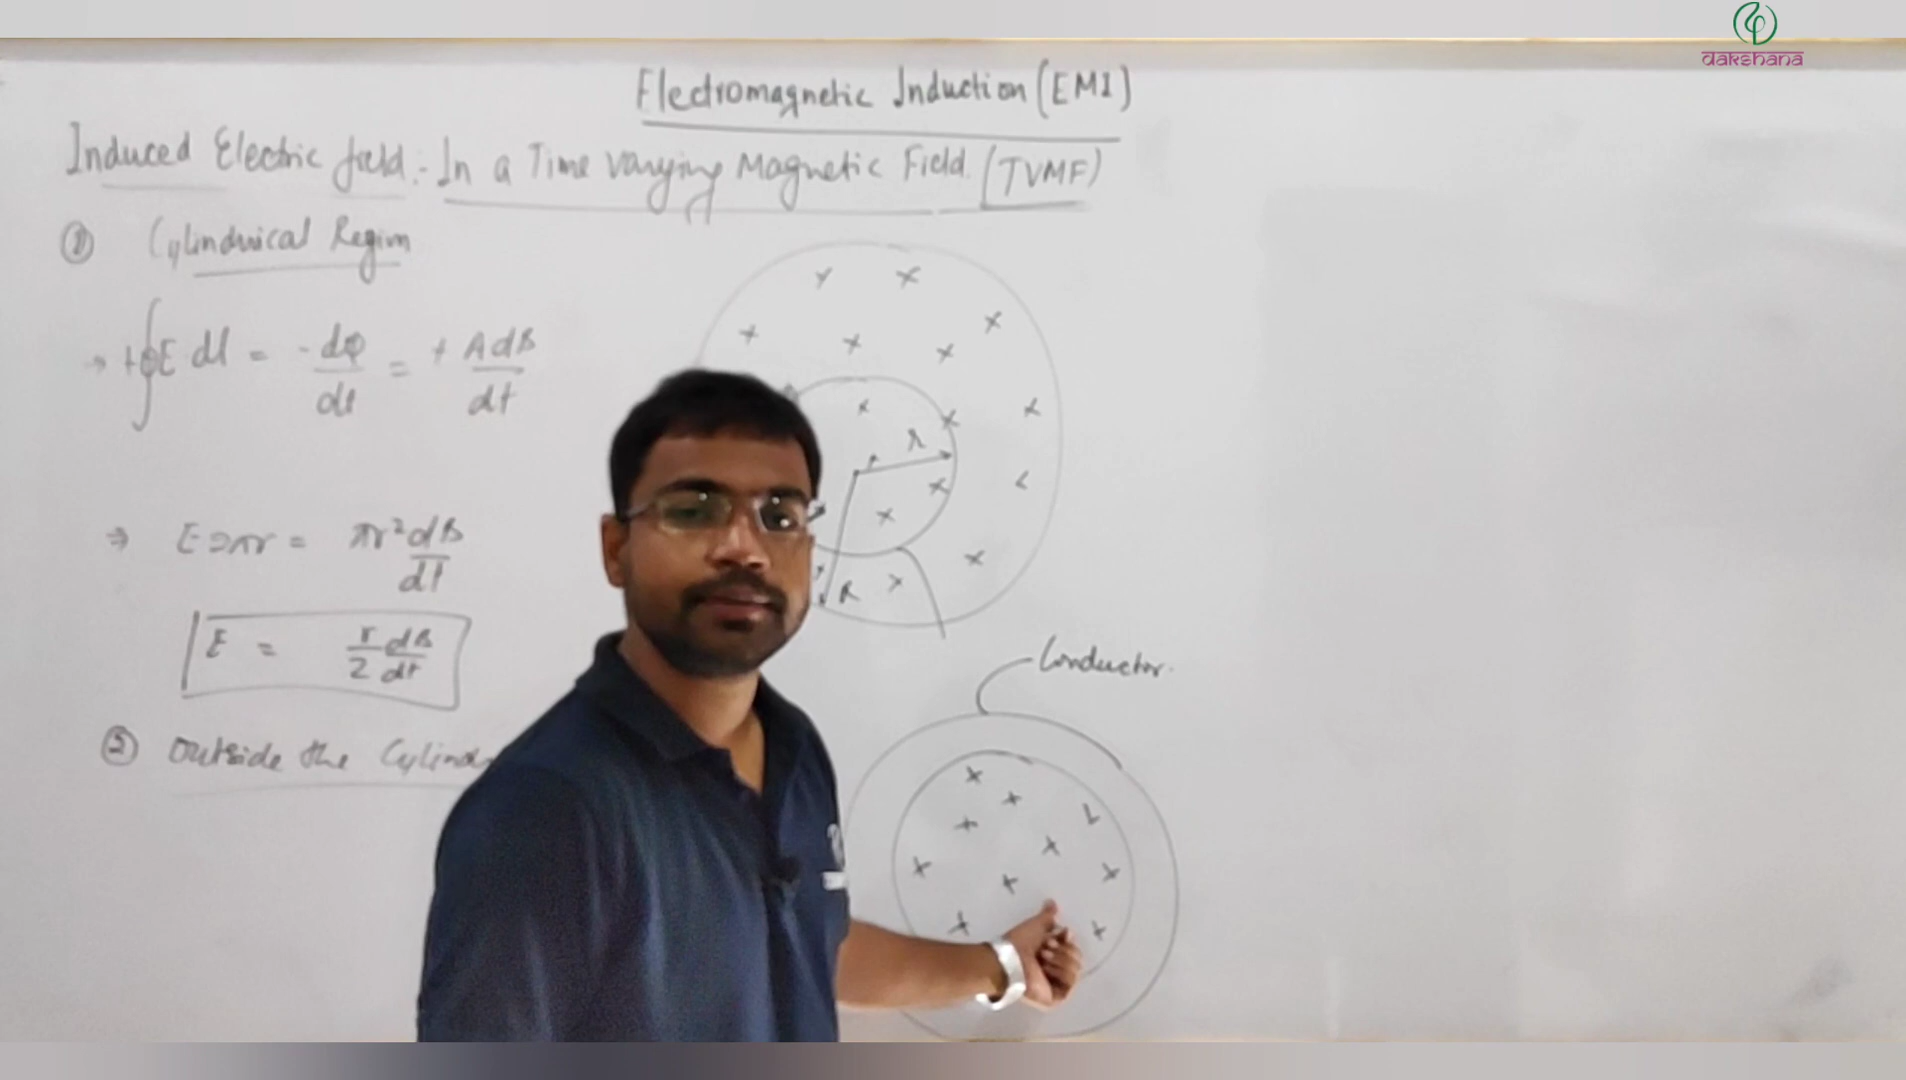 dakshana
Electromagnetic Induction (EMI)
Induced Electric field :- In a Time Varying Magnetic Field. (TVMF)
① Cylindrical Region
→ +∮E dl = -dφ/dt = + A dB/dt
r
R
⇒ E 2πr = πr² dB/dt
E = r/2 dB/dt
Conductor.
② Outside the Cylind